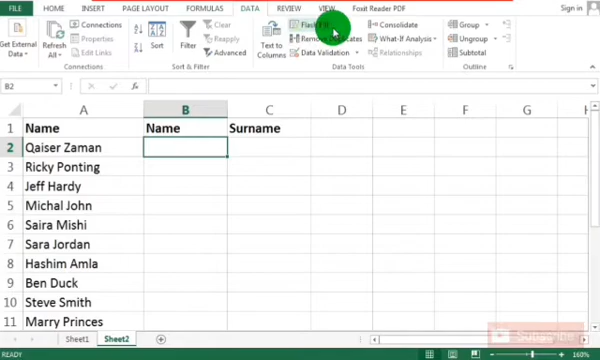 FILE HOME INSERT PAGE LAYOUT FORMULAS DATA REVIEW VIEW Foxit Reader PDF Sign in
Get External Data
Refresh All
Connections
Properties
Edit Links
Sort
Filter
Clear
Reapply
Advanced
Text to Columns
Flash Fill
Remove Duplicates
Data Validation
Consolidate
What-If Analysis
Relationships
Group
Ungroup
Subtotal
Connections Sort & Filter Data Tools Outline
B2
A B C D E F G H
1 Name Name Surname
2 Qaiser Zaman
3 Ricky Ponting
4 Jeff Hardy
5 Michal John
6 Saira Mishi
7 Sara Jordan
8 Hashim Amla
9 Ben Duck
10 Steve Smith
11 Marry Princes
Subscribe
Sheet1 Sheet2
READY 160%